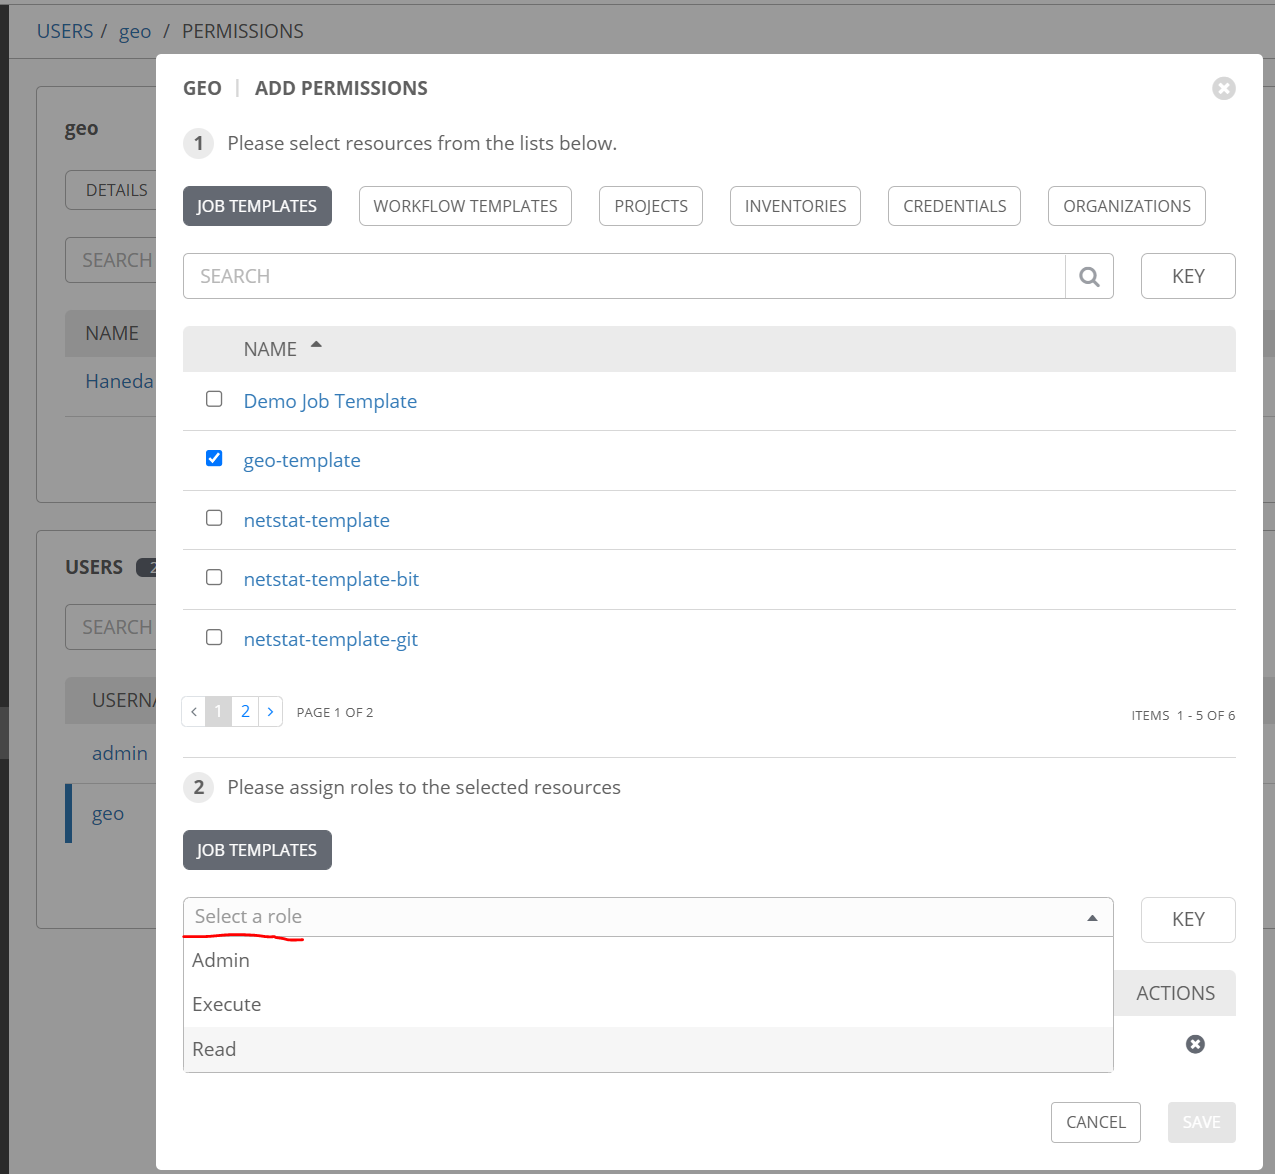 USERS / geo / PERMISSIONS
geo
DETAILS
SEARCH
NAME
Haneda
USERS 2
SEARCH
USERNA
admin
geo
GEO | ADD PERMISSIONS
1 Please select resources from the lists below.
JOB TEMPLATES WORKFLOW TEMPLATES PROJECTS INVENTORIES CREDENTIALS ORGANIZATIONS
SEARCH KEY
NAME
Demo Job Template
geo-template
netstat-template
netstat-template-bit
netstat-template-git
< 1 2 > PAGE 1 OF 2 ITEMS 1 - 5 OF 6
2 Please assign roles to the selected resources
JOB TEMPLATES
Select a role KEY
Admin
Execute
Read
ACTIONS
CANCEL SAVE